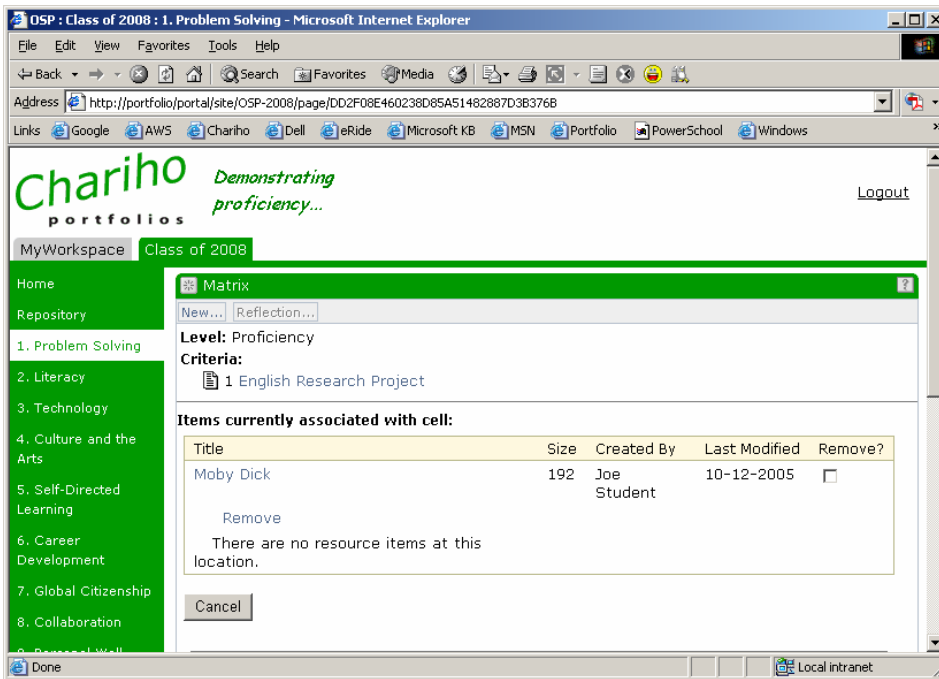 OSP : Class of 2008 : 1. Problem Solving - Microsoft Internet Explorer
File Edit View Favorites Tools Help
Back Search Favorites Media
Address http://portfolio/portal/site/OSP-2008/page/DD2F08E460238D85A51482887D3B376B
Links Google AWS Chariho Dell eRide Microsoft KB MSN Portfolio PowerSchool Windows »
Chariho
portfolios
Demonstrating
proficiency...
Logout
MyWorkspace Class of 2008
Home
Repository
1. Problem Solving
2. Literacy
3. Technology
4. Culture and the
Arts
5. Self-Directed
Learning
6. Career
Development
7. Global Citizenship
8. Collaboration
Matrix ?
New... Reflection...
Level: Proficiency
Criteria:
1 English Research Project
Items currently associated with cell:
Title Size Created By Last Modified Remove?
Moby Dick 192 Joe 10-12-2005
Student
Remove
There are no resource items at this
location.
Cancel
Done Local intranet